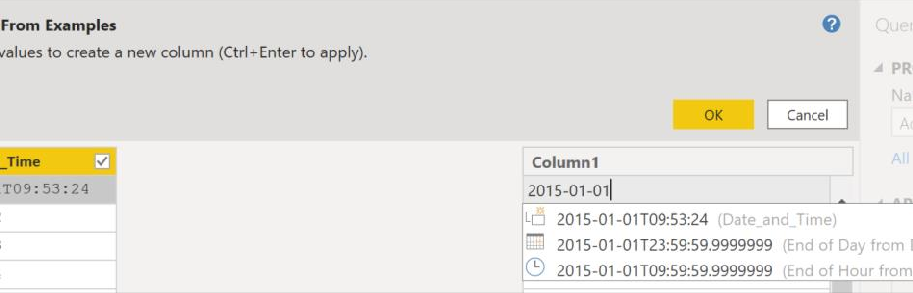 From Examples
values to create a new column (Ctrl+Enter to apply).
Quer
PR
Na
All
OK
Cancel
_Time
T09:53:24
Column1
2015-01-01
2015-01-01T09:53:24 (Date_and_Time)
2015-01-01T23:59:59.9999999 (End of Day from
2015-01-01T09:59:59.9999999 (End of Hour from